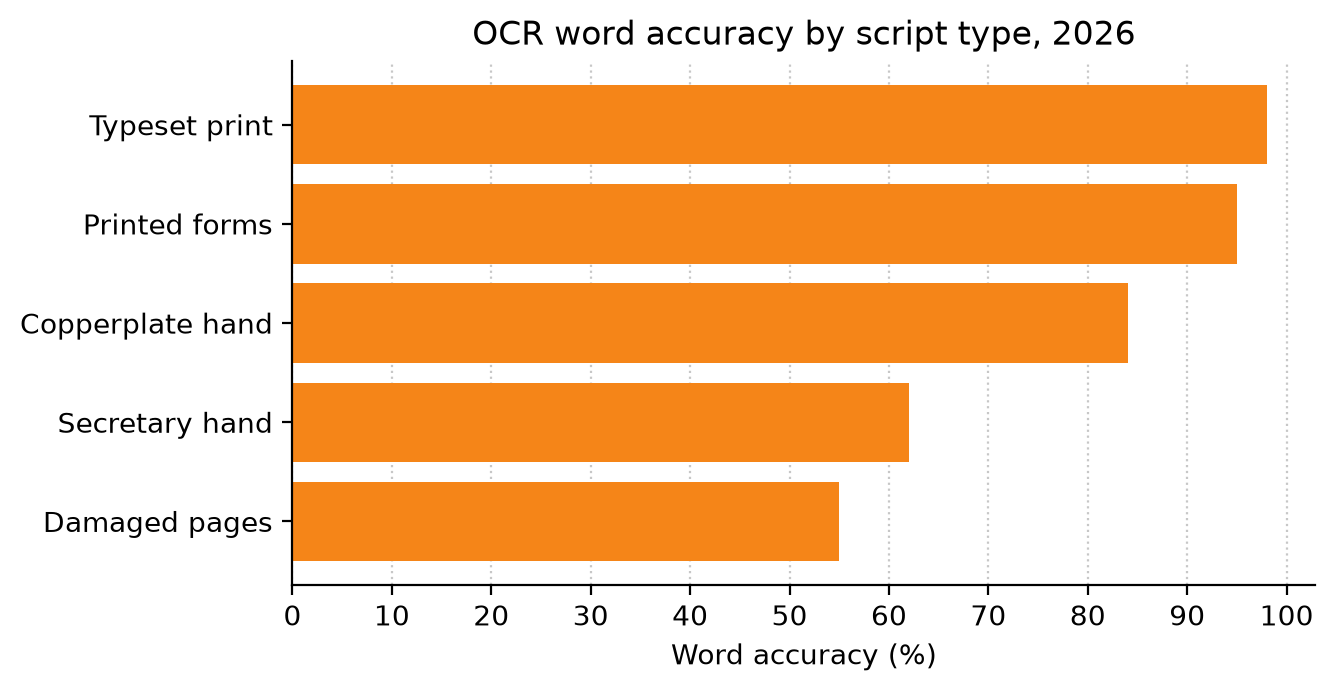 OCR word accuracy by script type, 2026
Typeset print
Printed forms
Copperplate hand
Secretary hand
Damaged pages
0 10 20 30 40 50 60 70 80 90 100
Word accuracy (%)